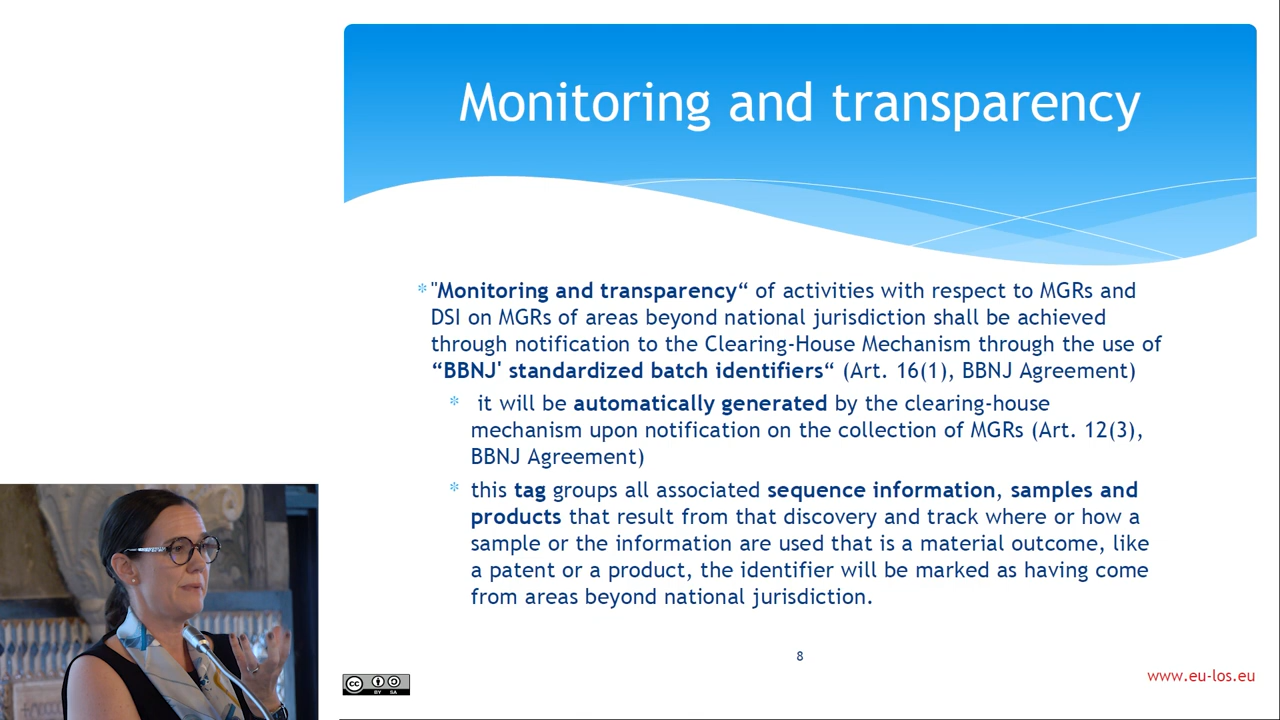 Monitoring and transparency
* "Monitoring and transparency“ of activities with respect to MGRs and
DSI on MGRs of areas beyond national jurisdiction shall be achieved
through notification to the Clearing-House Mechanism through the use of
“BBNJ' standardized batch identifiers“ (Art. 16(1), BBNJ Agreement)
* it will be automatically generated by the clearing-house
mechanism upon notification on the collection of MGRs (Art. 12(3),
BBNJ Agreement)
* this tag groups all associated sequence information, samples and
products that result from that discovery and track where or how a
sample or the information are used that is a material outcome, like
a patent or a product, the identifier will be marked as having come
from areas beyond national jurisdiction.
8
cc BY SA
www.eu-los.eu